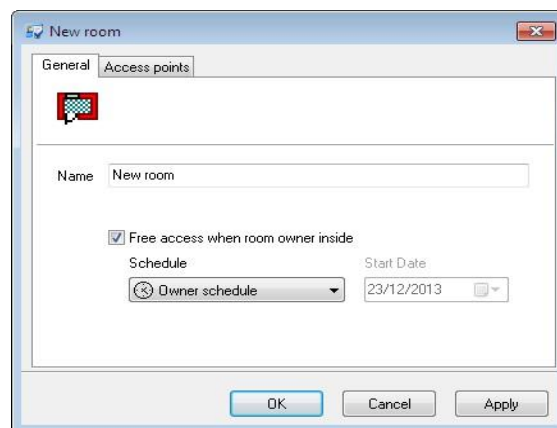 New room
General Access points
Name New room
Free access when room owner inside
Schedule Start Date
Owner schedule 23/12/2013
OK Cancel Apply